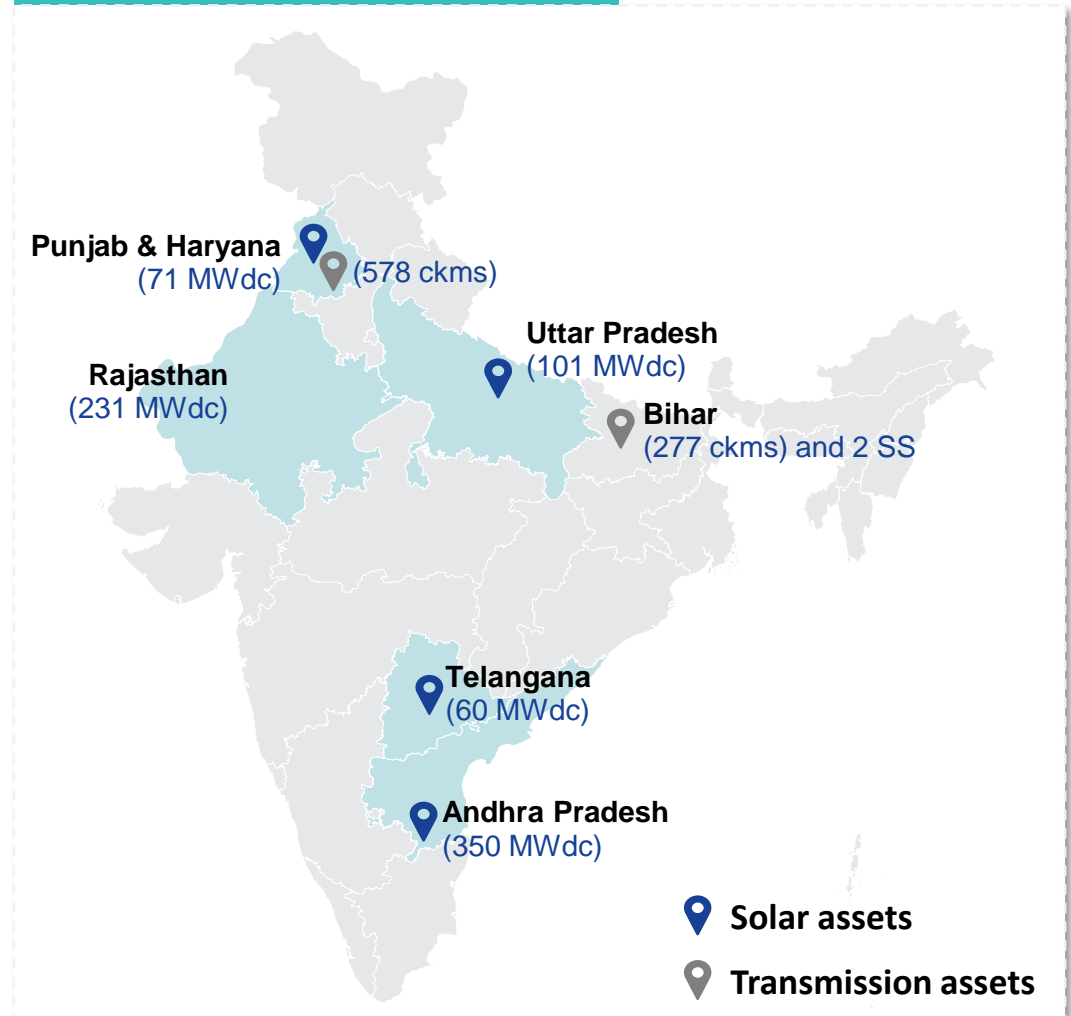 Punjab & Haryana
(71 MWdc)
(578 ckms)
Uttar Pradesh
(101 MWdc)
Rajasthan
(231 MWdc)
Bihar
(277 ckms) and 2 SS
Telangana
(60 MWdc)
Andhra Pradesh
(350 MWdc)
Solar assets
Transmission assets